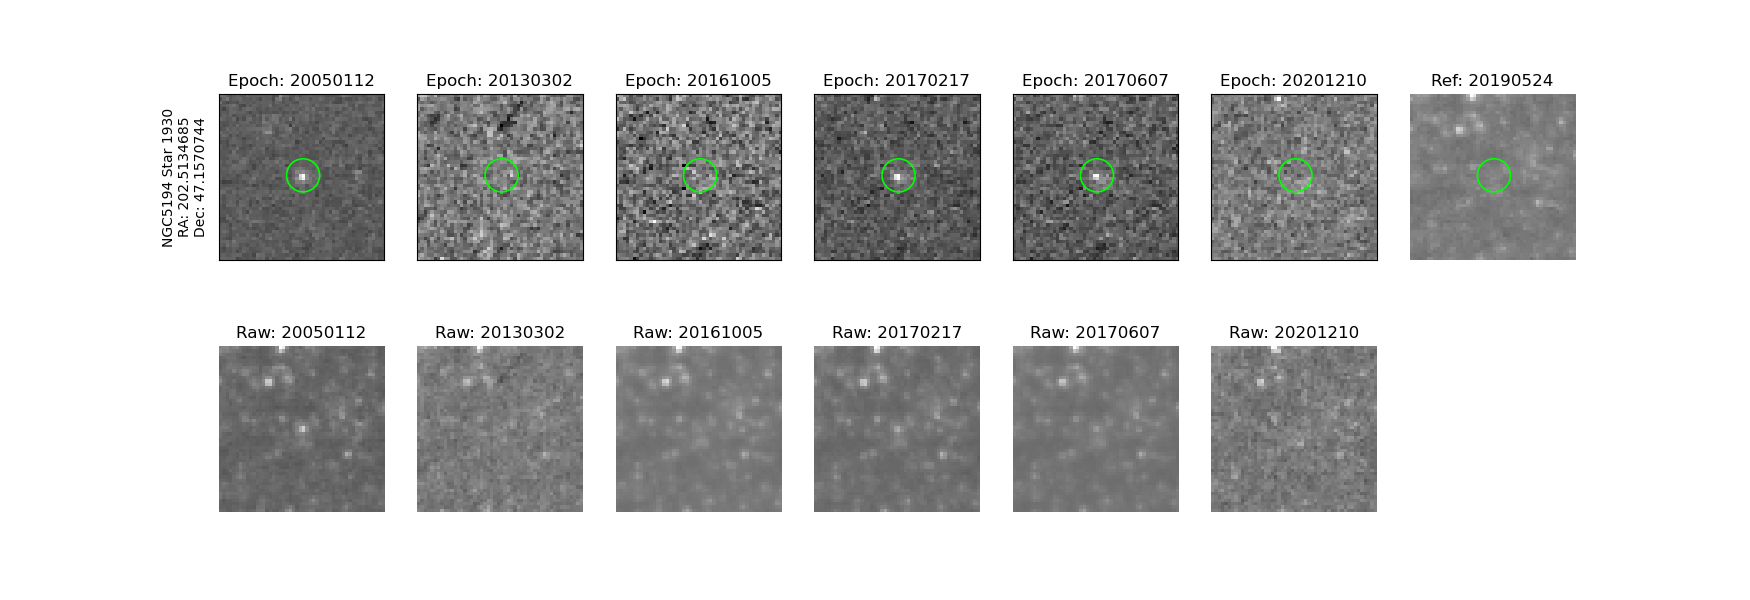 NGC5194 Star 1930
RA: 202.5134685
Dec: 47.1570744
Epoch: 20050112
Epoch: 20130302
Epoch: 20161005
Epoch: 20170217
Epoch: 20170607
Epoch: 20201210
Ref: 20190524
Raw: 20050112
Raw: 20130302
Raw: 20161005
Raw: 20170217
Raw: 20170607
Raw: 20201210